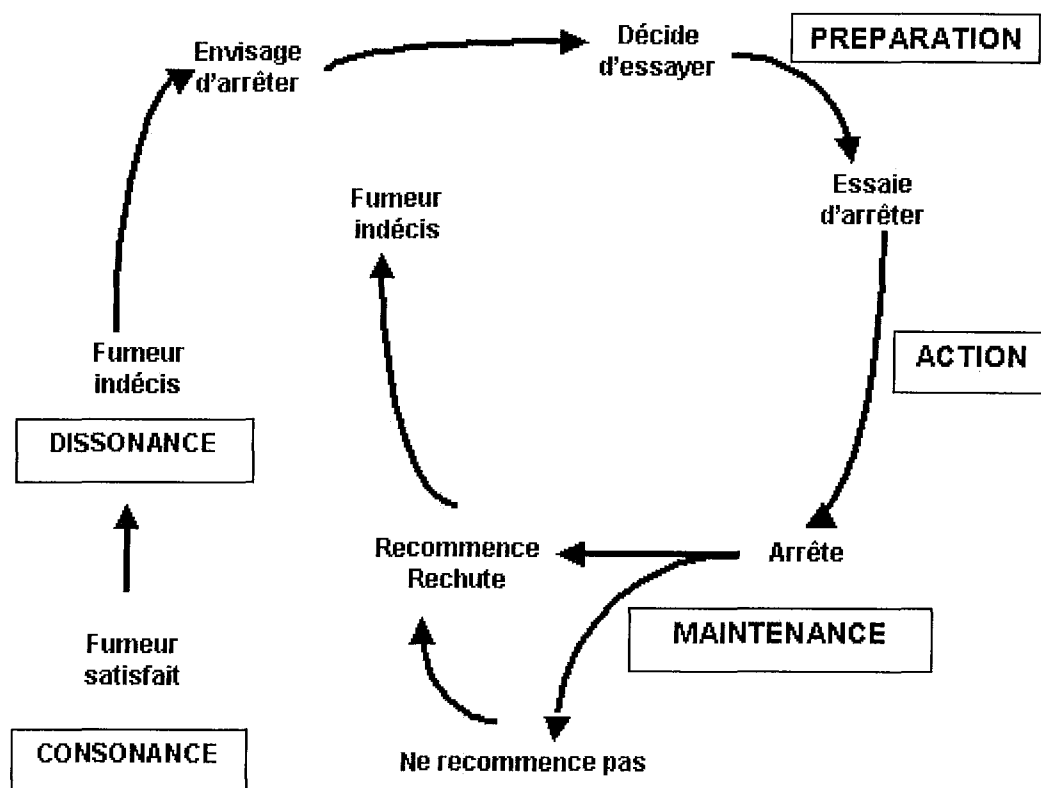 Envisage
d'arrêter
Décide
d'essayer
PREPARATION
Essaie
d'arrêter
Fumeur
indécis
Fumeur
indécis
ACTION
DISSONANCE
Recommence
Rechute
Arrête
Fumeur
satisfait
MAINTENANCE
CONSONANCE
Ne recommence pas